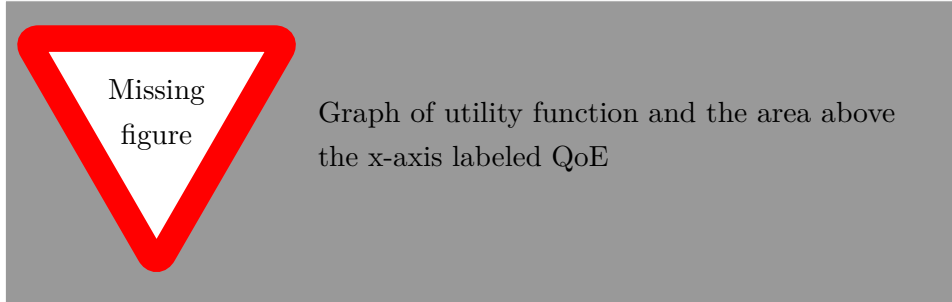 Missing
figure
Graph of utility function and the area above
the x-axis labeled QoE